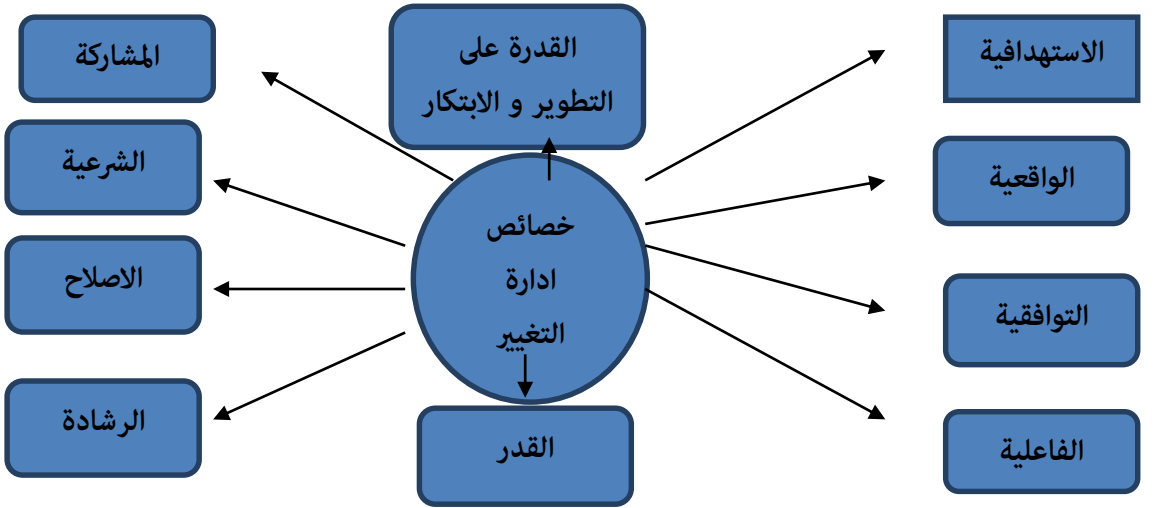 القدرة على
التطوير و الابتكار
الاستهدافية
الواقعية
التوافقية
الفاعلية
خصائص
ادارة
التغيير
المشاركة
الشرعية
الاصلاح
الرشادة
القدر